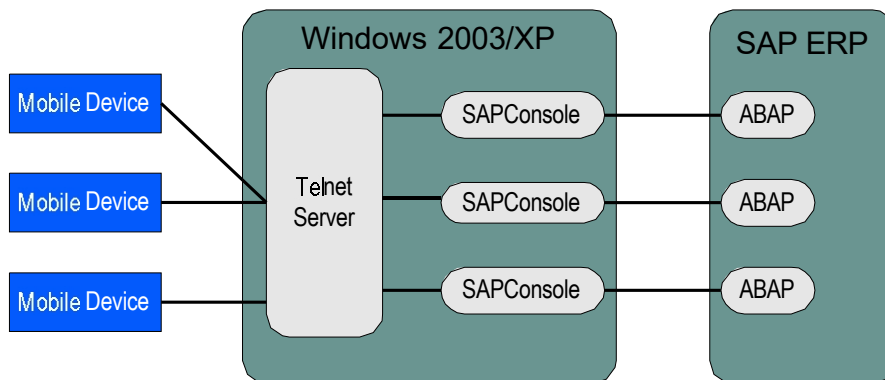 Windows 2003/XP
SAP ERP
Mobile Device
SAPConsole
ABAP
Mobile Device
Telnet
Server
SAPConsole
ABAP
Mobile Device
SAPConsole
ABAP